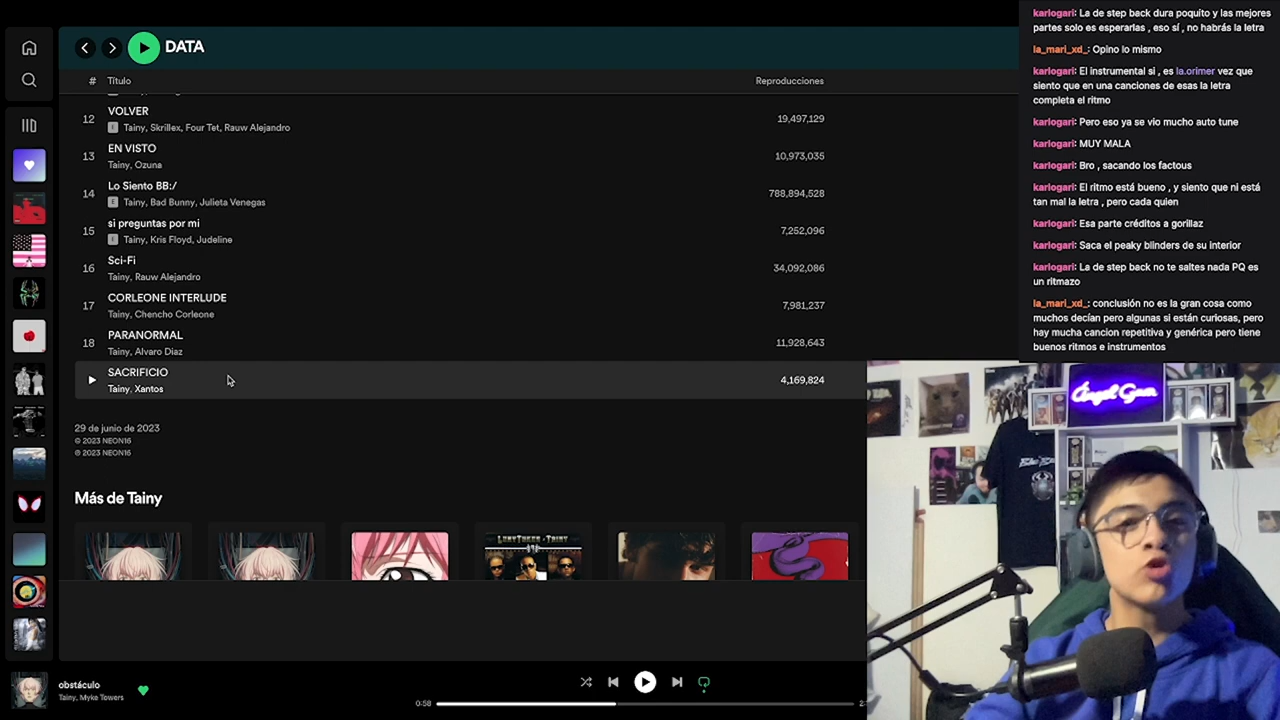 DATA
# Título Reproducciones
12 VOLVER 19,497,129
E Tainy, Skrillex, Four Tet, Rauw Alejandro
13 EN VISTO 10,973,035
Tainy, Ozuna
14 Lo Siento BB:/ 788,894,528
E Tainy, Bad Bunny, Julieta Venegas
15 si preguntas por mi 7,252,096
E Tainy, Kris Floyd, Judeline
16 Sci-Fi 34,092,086
Tainy, Rauw Alejandro
17 CORLEONE INTERLUDE 7,981,237
Tainy, Chencho Corleone
18 PARANORMAL 11,928,643
Tainy, Alvaro Diaz
SACRIFICIO 4,169,824
Tainy, Xantos
29 de junio de 2023
© 2023 NEON16
℗ 2023 NEON16
Más de Tainy
LUNYTUNES + TAINY
obstáculo
Tainy, Myke Towers
0:58
karlogari: La de step back dura poquito y las mejores
partes solo es esperarlas , eso sí , no habrás la letra
la_mari_xd_: Opino lo mismo
karlogari: El instrumental si , es la.orimer vez que
siento que en una canciones de esas la letra
completa el ritmo
karlogari: Pero eso ya se vio mucho auto tune
karlogari: MUY MALA
karlogari: Bro , sacando los factous
karlogari: El ritmo está bueno , y siento que ni está
tan mal la letra , pero cada quien
karlogari: Esa parte créditos a gorillaz
karlogari: Saca el peaky blinders de su interior
karlogari: La de step back no te saltes nada PQ es
un ritmazo
la_mari_xd_: conclusión no es la gran cosa como
muchos decían pero algunas si están curiosas, pero
hay mucha cancion repetitiva y genérica pero tiene
buenos ritmos e instrumentos
Ángel Gym